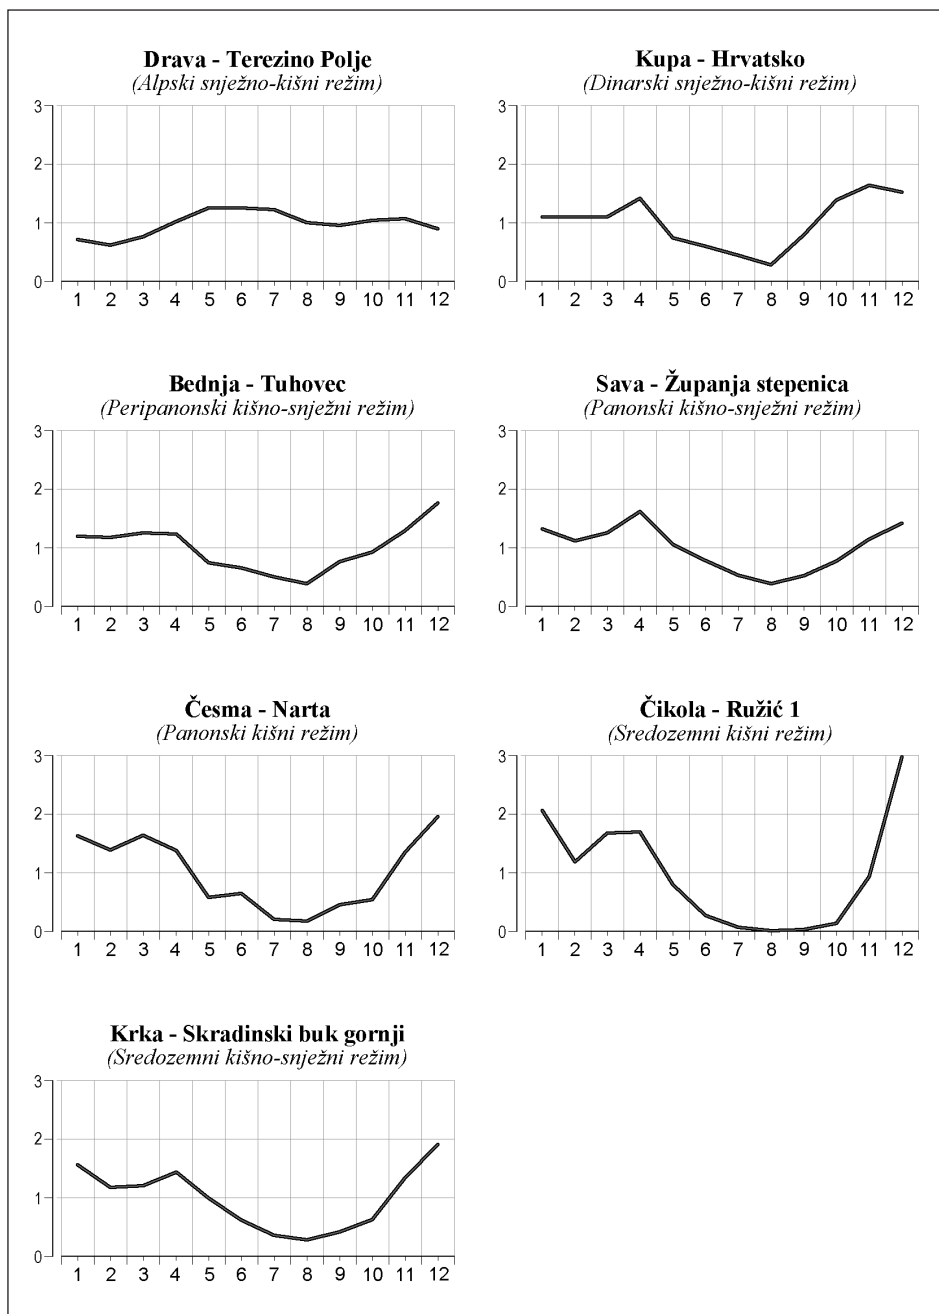 Drava - Terezino Polje
(Alpski snježno-kišni režim)
3
2
1
0
1 2 3 4 5 6 7 8 9 10 11 12
Kupa - Hrvatsko
(Dinarski snježno-kišni režim)
3
2
1
0
1 2 3 4 5 6 7 8 9 10 11 12
Bednja - Tuhovec
(Peripanonski kišno-snježni režim)
3
2
1
0
1 2 3 4 5 6 7 8 9 10 11 12
Sava - Županja stepenica
(Panonski kišno-snježni režim)
3
2
1
0
1 2 3 4 5 6 7 8 9 10 11 12
Česma - Narta
(Panonski kišni režim)
3
2
1
0
1 2 3 4 5 6 7 8 9 10 11 12
Čikola - Ružić 1
(Sredozemni kišni režim)
3
2
1
0
1 2 3 4 5 6 7 8 9 10 11 12
Krka - Skradinski buk gornji
(Sredozemni kišno-snježni režim)
3
2
1
0
1 2 3 4 5 6 7 8 9 10 11 12